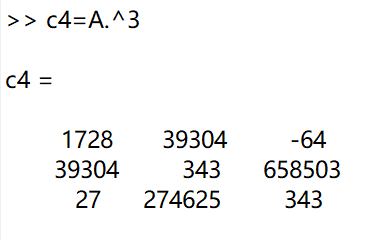 >> c4=A.^3
c4 =
1728 39304 -64
39304 343 658503
27 274625 343